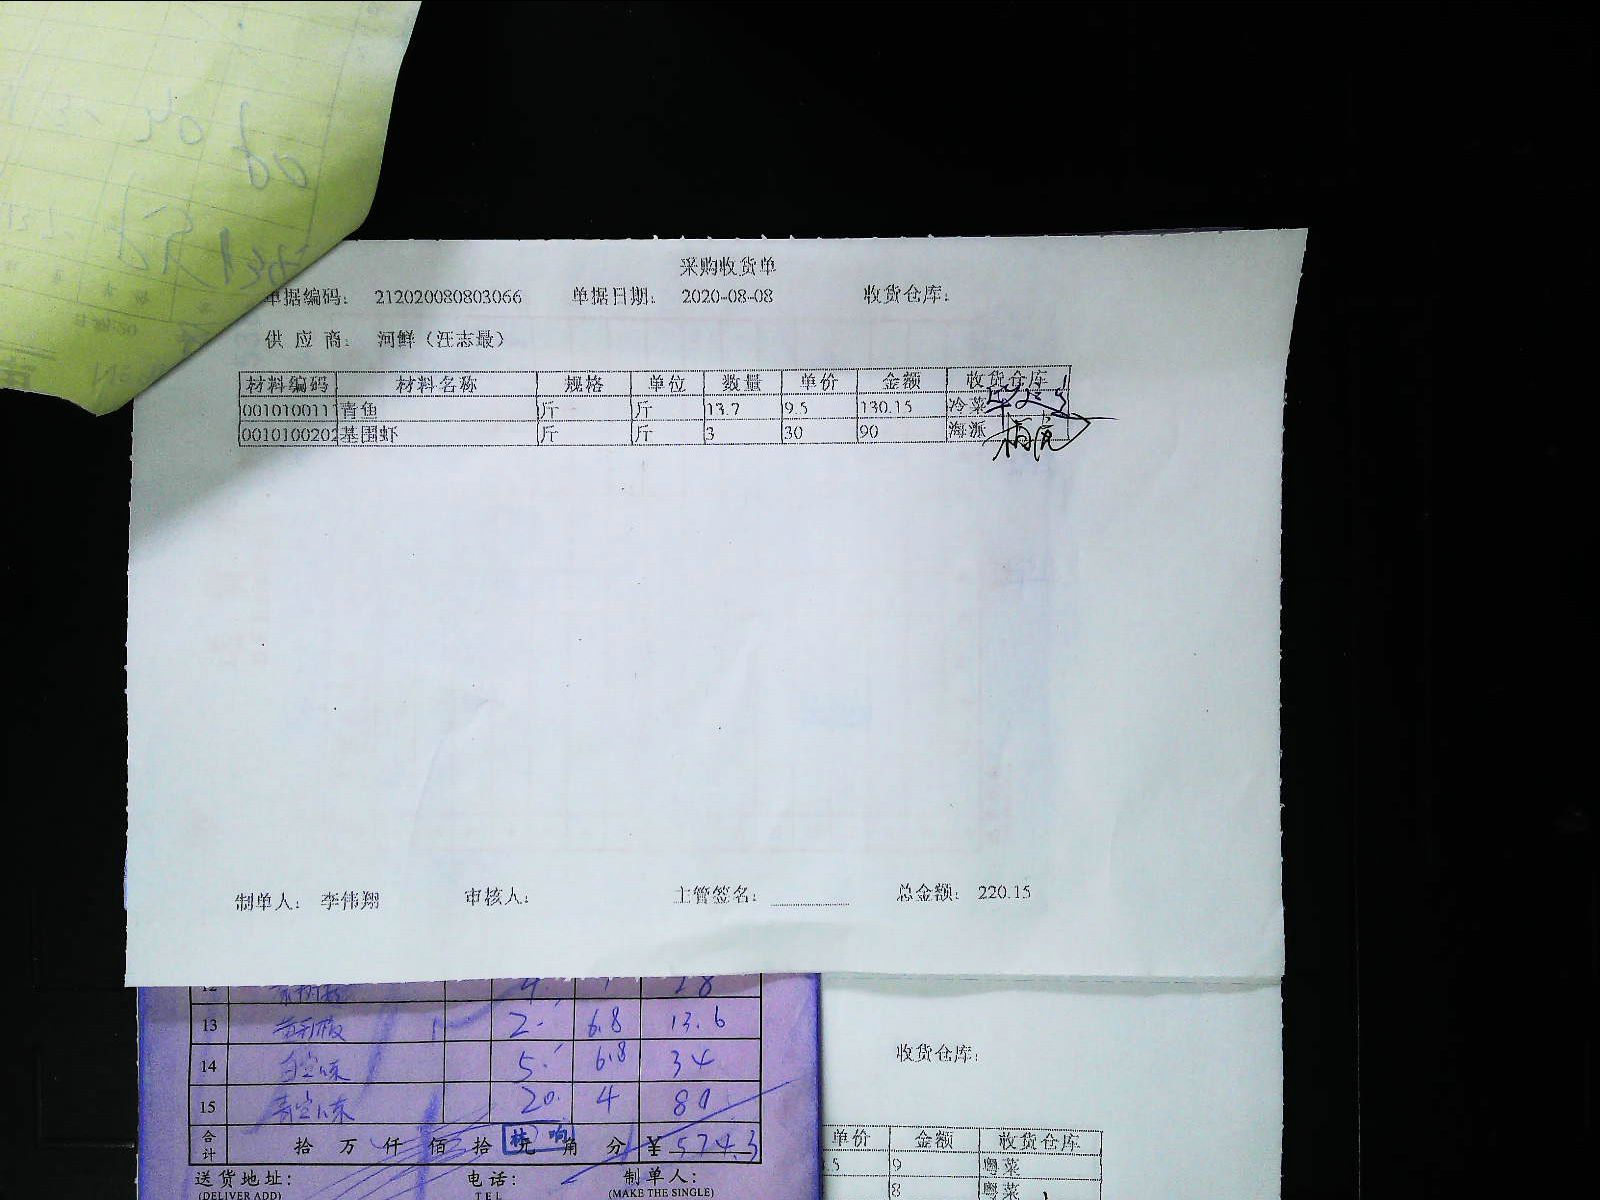 采购收货单
单据编码: 212020080803066 单据日期: 2020-08-08 收货仓库:
供 应 商: 河鲜（汪志最）
材料编码 材料名称 规格 单位 数量 单价 金额 收货仓库
0010100111 青鱼 斤 斤 13.7 9.5 130.15 冷菜
0010100202 基围虾 斤 斤 3 30 90 海派
制单人: 李伟翔 审核人: 主管签名: 总金额: 220.15
12 4. 28
13 2. 6.8 13.6
14 5. 6.8 34
15 20. 4 80
合计 拾 万 仟 佰 拾 元 角 分 ¥ 574.3
送货地址: 电话: 制单人:
(DELIVER ADD) TEL (MAKE THE SINGLE)
收货仓库:
单价 金额 收货仓库
.5 9 粤菜
8 粤菜